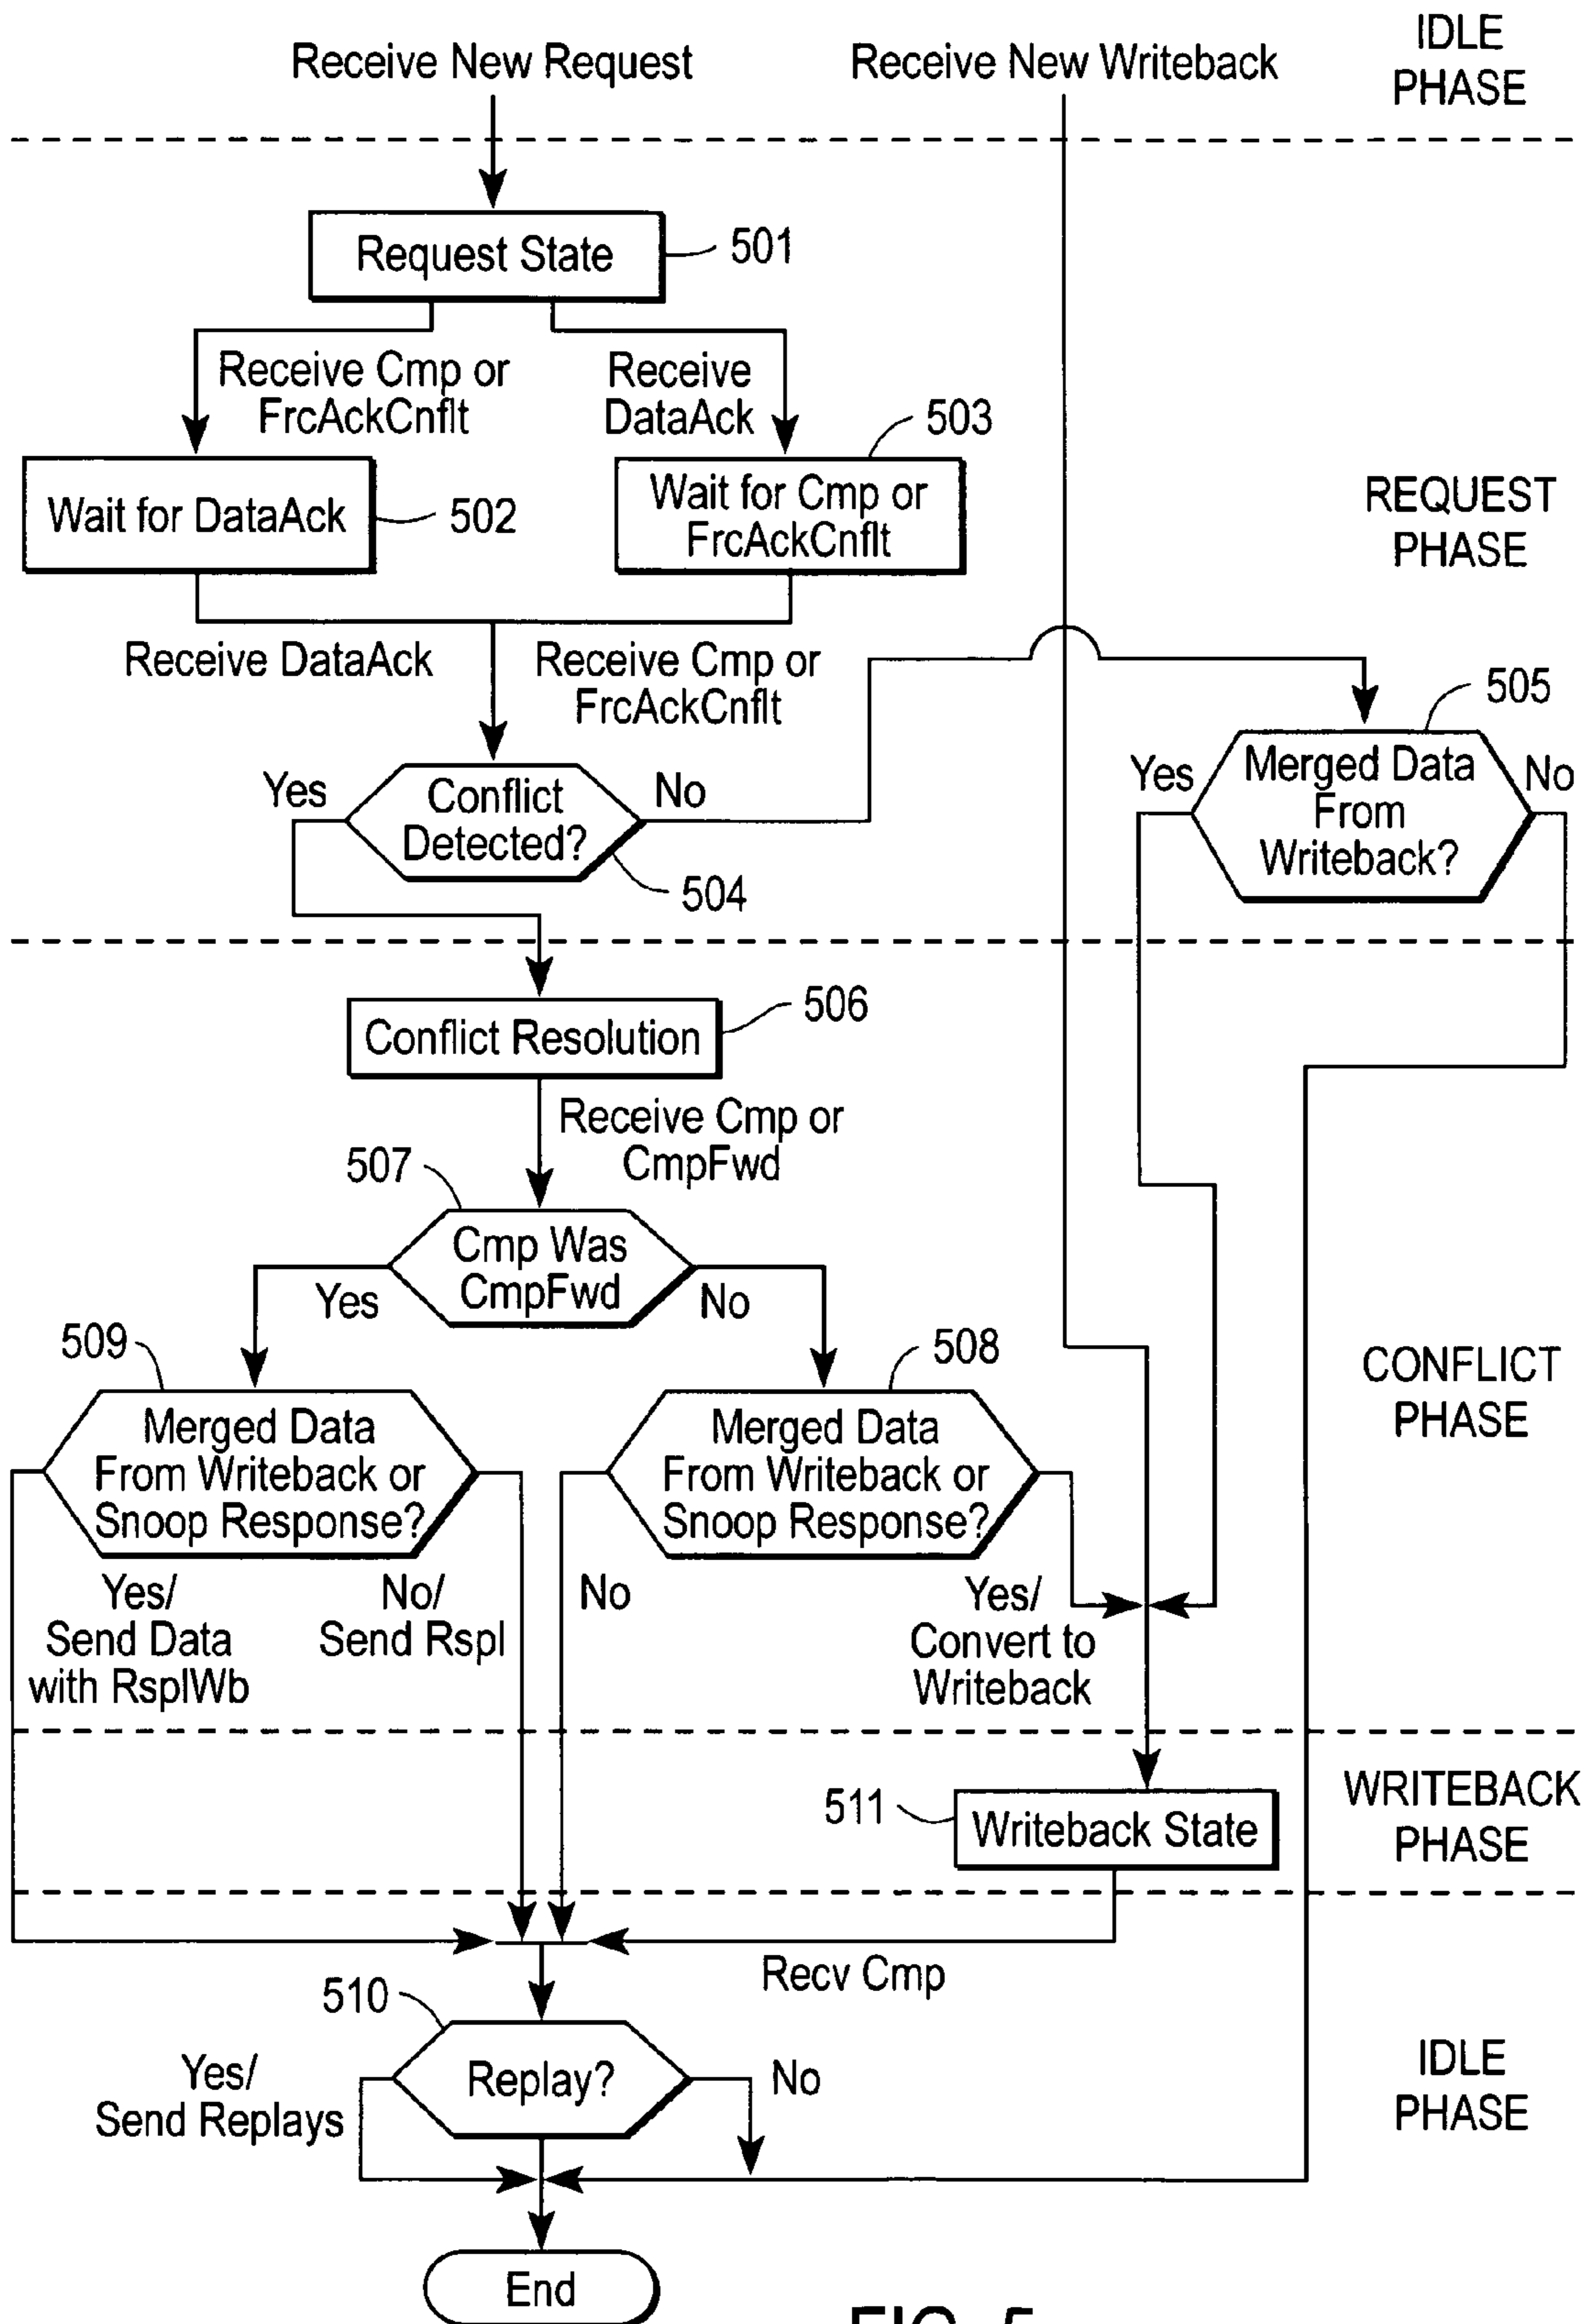 Receive New Request
Receive New Writeback
IDLE
PHASE
Request State
501
Receive Cmp or
FrcAckCnflt
Receive
DataAck
503
Wait for DataAck
502
Wait for Cmp or
FrcAckCnflt
REQUEST
PHASE
Receive DataAck
Receive Cmp or
FrcAckCnflt
505
Yes
Conflict
Detected?
No
504
Yes
Merged Data
From
Writeback?
No
Conflict Resolution
506
Receive Cmp or
CmpFwd
507
Cmp Was
CmpFwd
Yes
No
509
508
CONFLICT
PHASE
Merged Data
From Writeback or
Snoop Response?
Merged Data
From Writeback or
Snoop Response?
Yes/
Send Data
with RspIWb
No/
Send RspI
No
Yes/
Convert to
Writeback
511
Writeback State
WRITEBACK
PHASE
Recv Cmp
510
Replay?
Yes/
Send Replays
No
IDLE
PHASE
End
FIG. 5